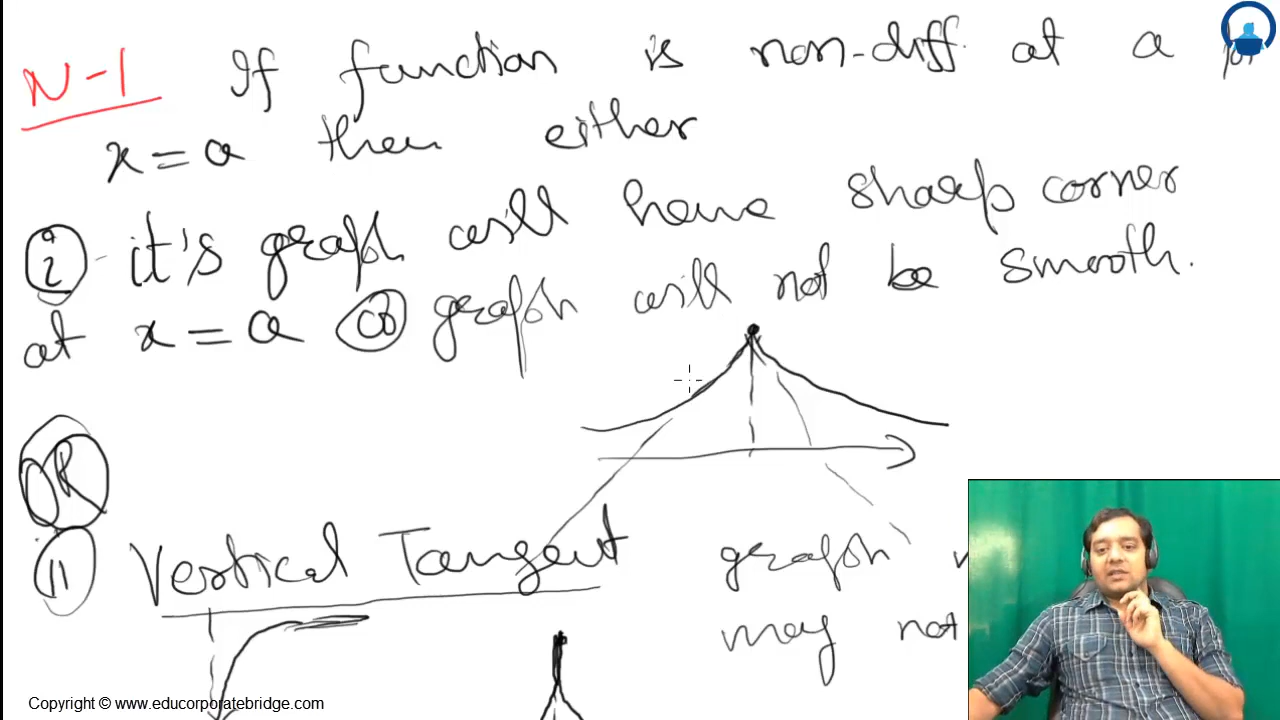 N-1 If function is non-diff. at a
x = a then either
(i) it's graph will have sharp corner
at x = a or graph will not be smooth.
OR
(ii) Vertical Tangent
graph
may not
Copyright © www.educorporatebridge.com